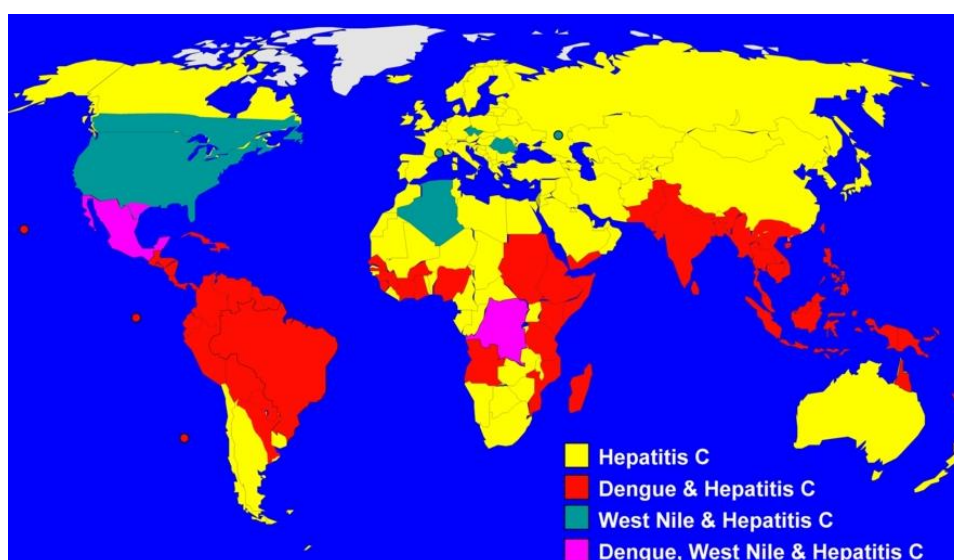 Hepatitis C
Dengue & Hepatitis C
West Nile & Hepatitis C
Dengue, West Nile & Hepatitis C